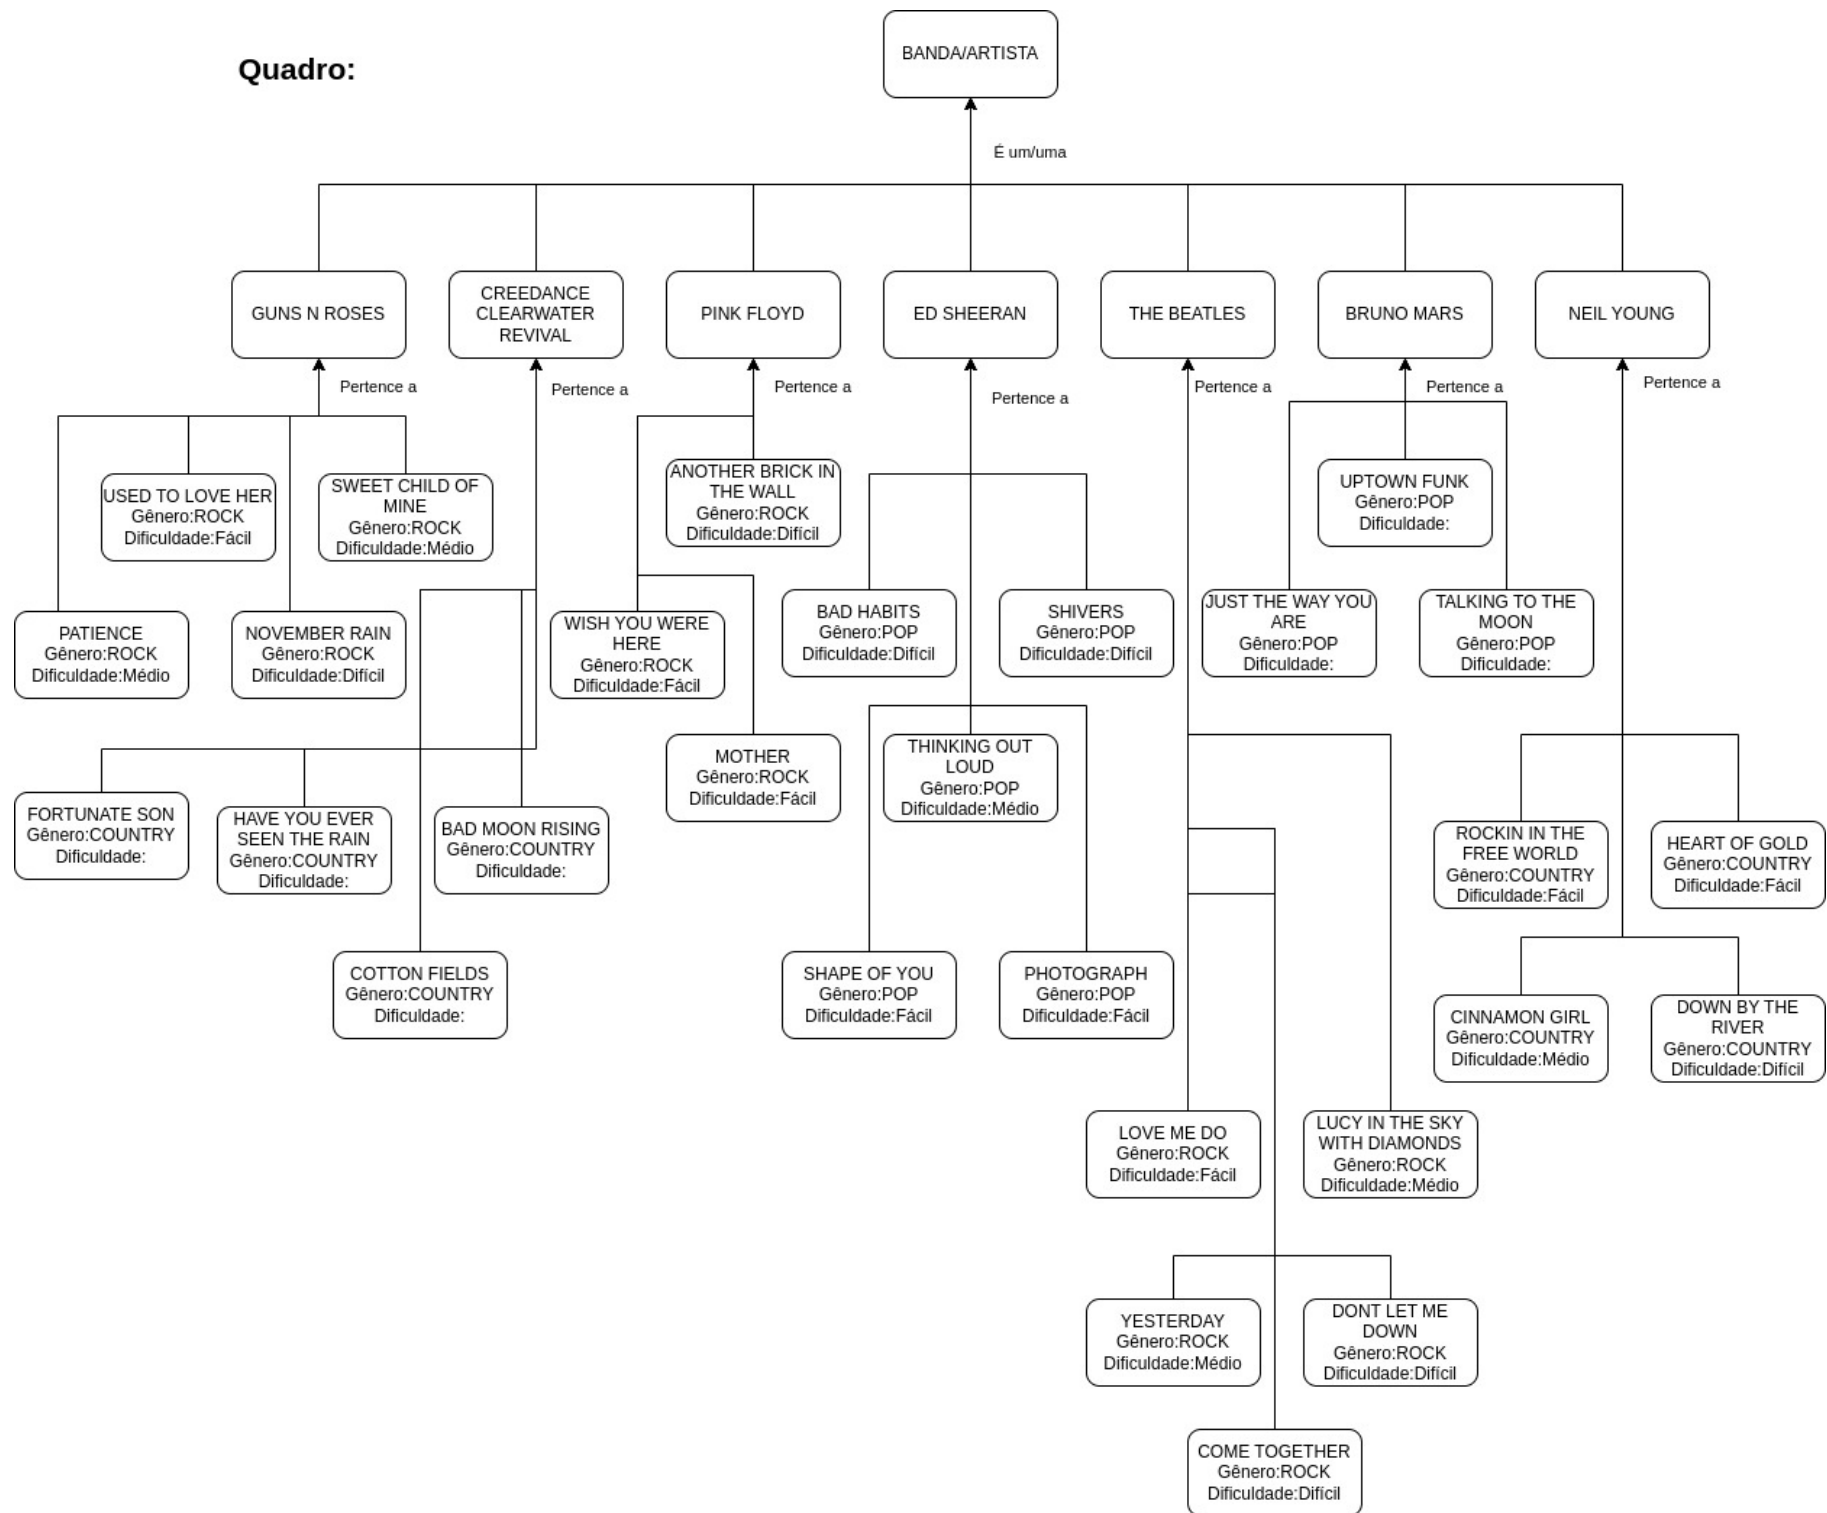 Quadro:
BANDA/ARTISTA
É um/uma
GUNS N ROSES
CREEDANCE
CLEARWATER
REVIVAL
PINK FLOYD
ED SHEERAN
THE BEATLES
BRUNO MARS
NEIL YOUNG
Pertence a
Pertence a
Pertence a
Pertence a
Pertence a
Pertence a
Pertence a
USED TO LOVE HER
Gênero:ROCK
Dificuldade:Fácil
SWEET CHILD OF
MINE
Gênero:ROCK
Dificuldade:Médio
ANOTHER BRICK IN
THE WALL
Gênero:ROCK
Dificuldade:Difícil
UPTOWN FUNK
Gênero:POP
Dificuldade:
PATIENCE
Gênero:ROCK
Dificuldade:Médio
NOVEMBER RAIN
Gênero:ROCK
Dificuldade:Difícil
WISH YOU WERE
HERE
Gênero:ROCK
Dificuldade:Fácil
BAD HABITS
Gênero:POP
Dificuldade:Difícil
SHIVERS
Gênero:POP
Dificuldade:Difícil
JUST THE WAY YOU
ARE
Gênero:POP
Dificuldade:
TALKING TO THE
MOON
Gênero:POP
Dificuldade:
MOTHER
Gênero:ROCK
Dificuldade:Fácil
THINKING OUT
LOUD
Gênero:POP
Dificuldade:Médio
FORTUNATE SON
Gênero:COUNTRY
Dificuldade:
HAVE YOU EVER
SEEN THE RAIN
Gênero:COUNTRY
Dificuldade:
BAD MOON RISING
Gênero:COUNTRY
Dificuldade:
ROCKIN IN THE
FREE WORLD
Gênero:COUNTRY
Dificuldade:Fácil
HEART OF GOLD
Gênero:COUNTRY
Dificuldade:Fácil
COTTON FIELDS
Gênero:COUNTRY
Dificuldade:
SHAPE OF YOU
Gênero:POP
Dificuldade:Fácil
PHOTOGRAPH
Gênero:POP
Dificuldade:Fácil
CINNAMON GIRL
Gênero:COUNTRY
Dificuldade:Médio
DOWN BY THE
RIVER
Gênero:COUNTRY
Dificuldade:Difícil
LOVE ME DO
Gênero:ROCK
Dificuldade:Fácil
LUCY IN THE SKY
WITH DIAMONDS
Gênero:ROCK
Dificuldade:Médio
YESTERDAY
Gênero:ROCK
Dificuldade:Médio
DONT LET ME
DOWN
Gênero:ROCK
Dificuldade:Difícil
COME TOGETHER
Gênero:ROCK
Dificuldade:Difícil